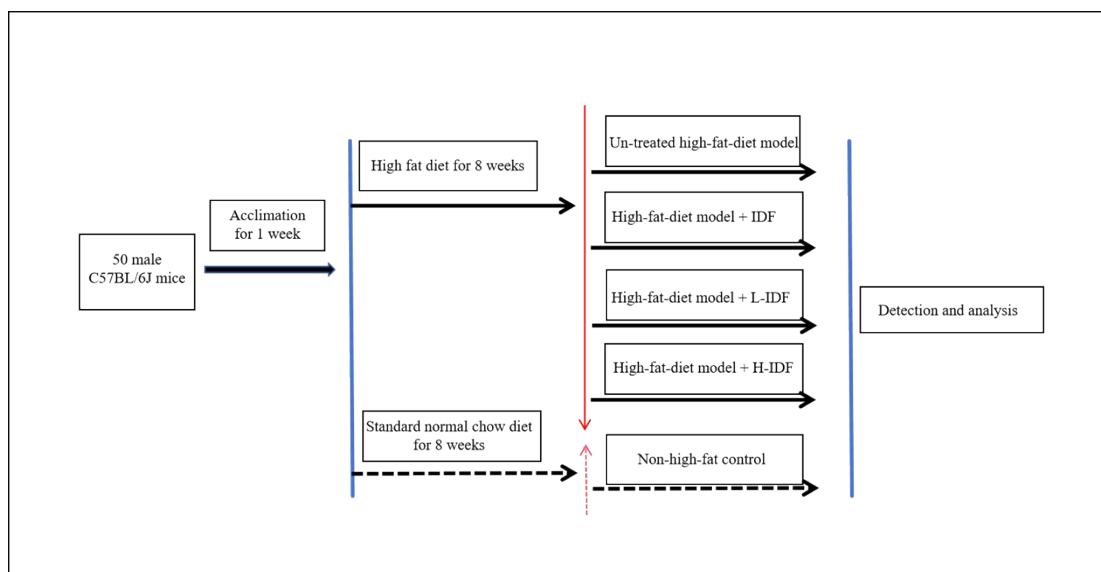 50 male
C57BL/6J mice
Acclimation
for 1 week
High fat diet for 8 weeks
Standard normal chow diet
for 8 weeks
Un-treated high-fat-diet model
High-fat-diet model + IDF
High-fat-diet model + L-IDF
High-fat-diet model + H-IDF
Non-high-fat control
Detection and analysis